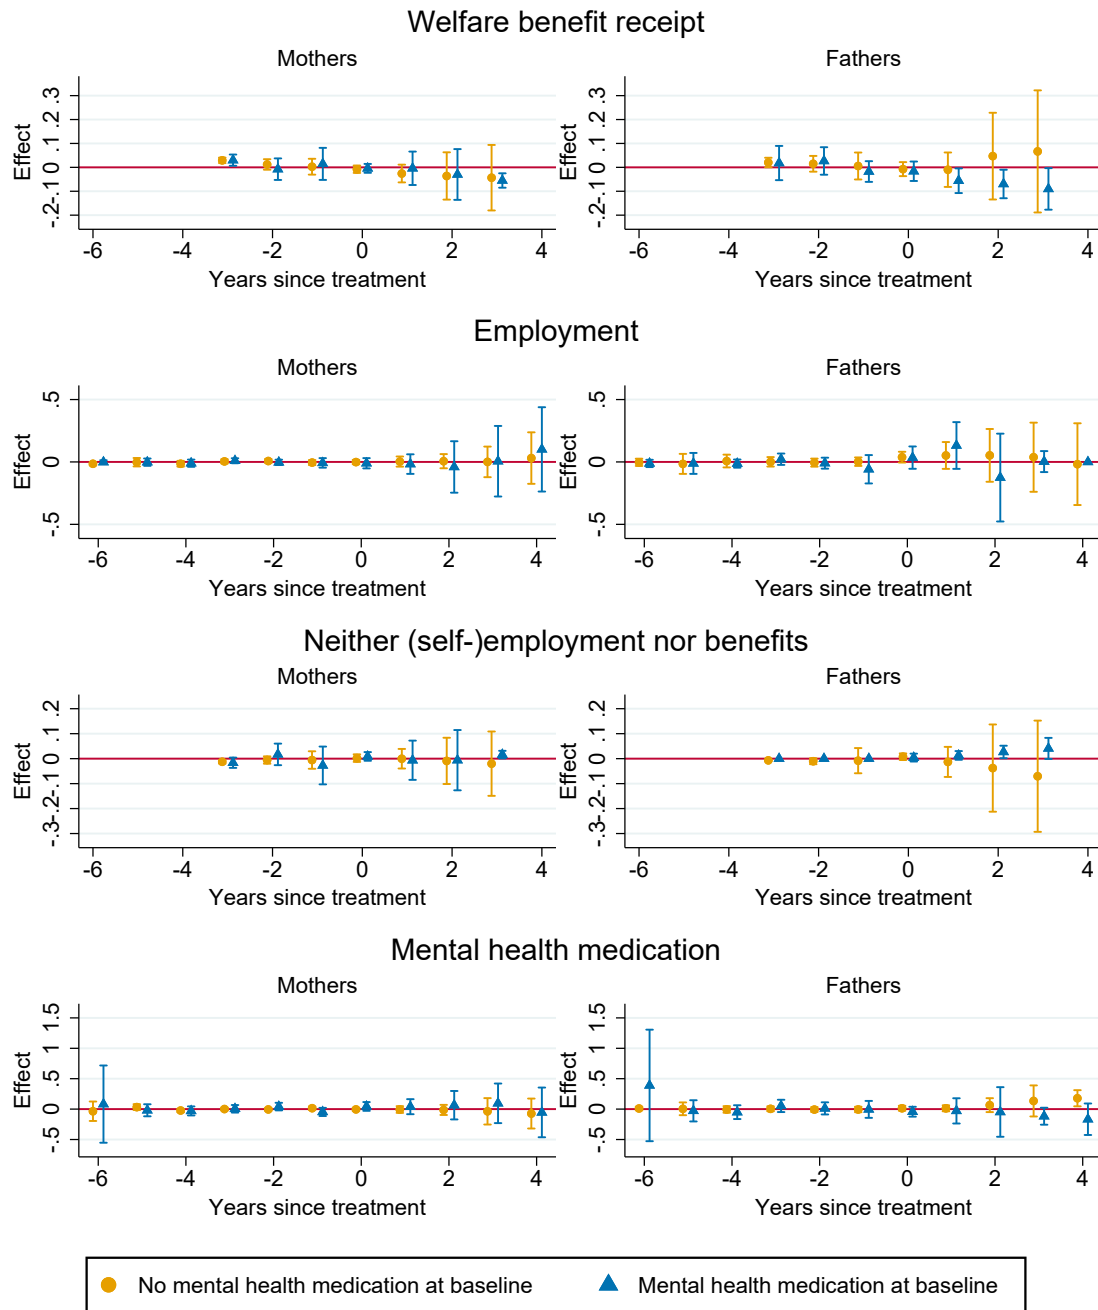 Welfare benefit receipt
Mothers
Fathers
Effect
-.2 -.1 0 .1 .2 .3
-6 -4 -2 0 2 4
Years since treatment
Effect
-.2 -.1 0 .1 .2 .3
-6 -4 -2 0 2 4
Years since treatment
Employment
Mothers
Fathers
Effect
-.5 0 .5
-6 -4 -2 0 2 4
Years since treatment
Effect
-.5 0 .5
-6 -4 -2 0 2 4
Years since treatment
Neither (self-)employment nor benefits
Mothers
Fathers
Effect
-.3 -.2 -.1 0 .1 .2
-6 -4 -2 0 2 4
Years since treatment
Effect
-.3 -.2 -.1 0 .1 .2
-6 -4 -2 0 2 4
Years since treatment
Mental health medication
Mothers
Fathers
Effect
-.5 0 .5 1 1.5
-6 -4 -2 0 2 4
Years since treatment
Effect
-.5 0 .5 1 1.5
-6 -4 -2 0 2 4
Years since treatment
No mental health medication at baseline
Mental health medication at baseline